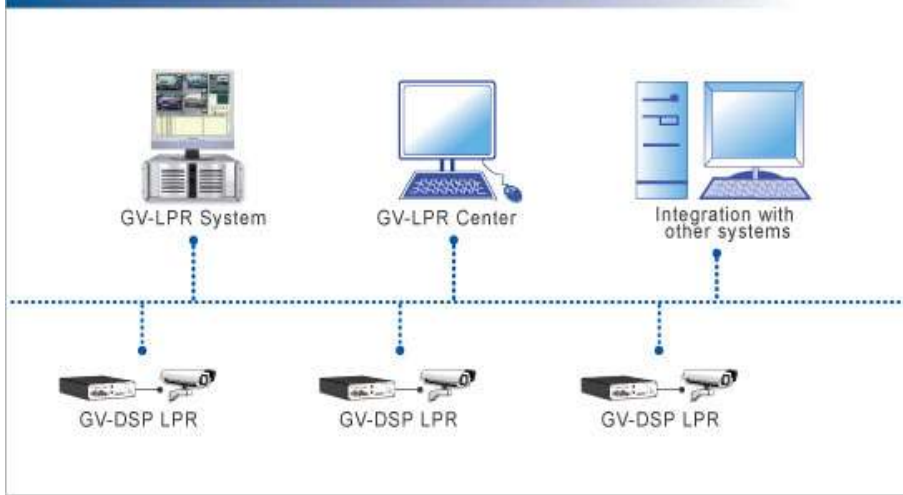 GV-LPR System
GV-LPR Center
Integration with
other systems
GV-DSP LPR
GV-DSP LPR
GV-DSP LPR